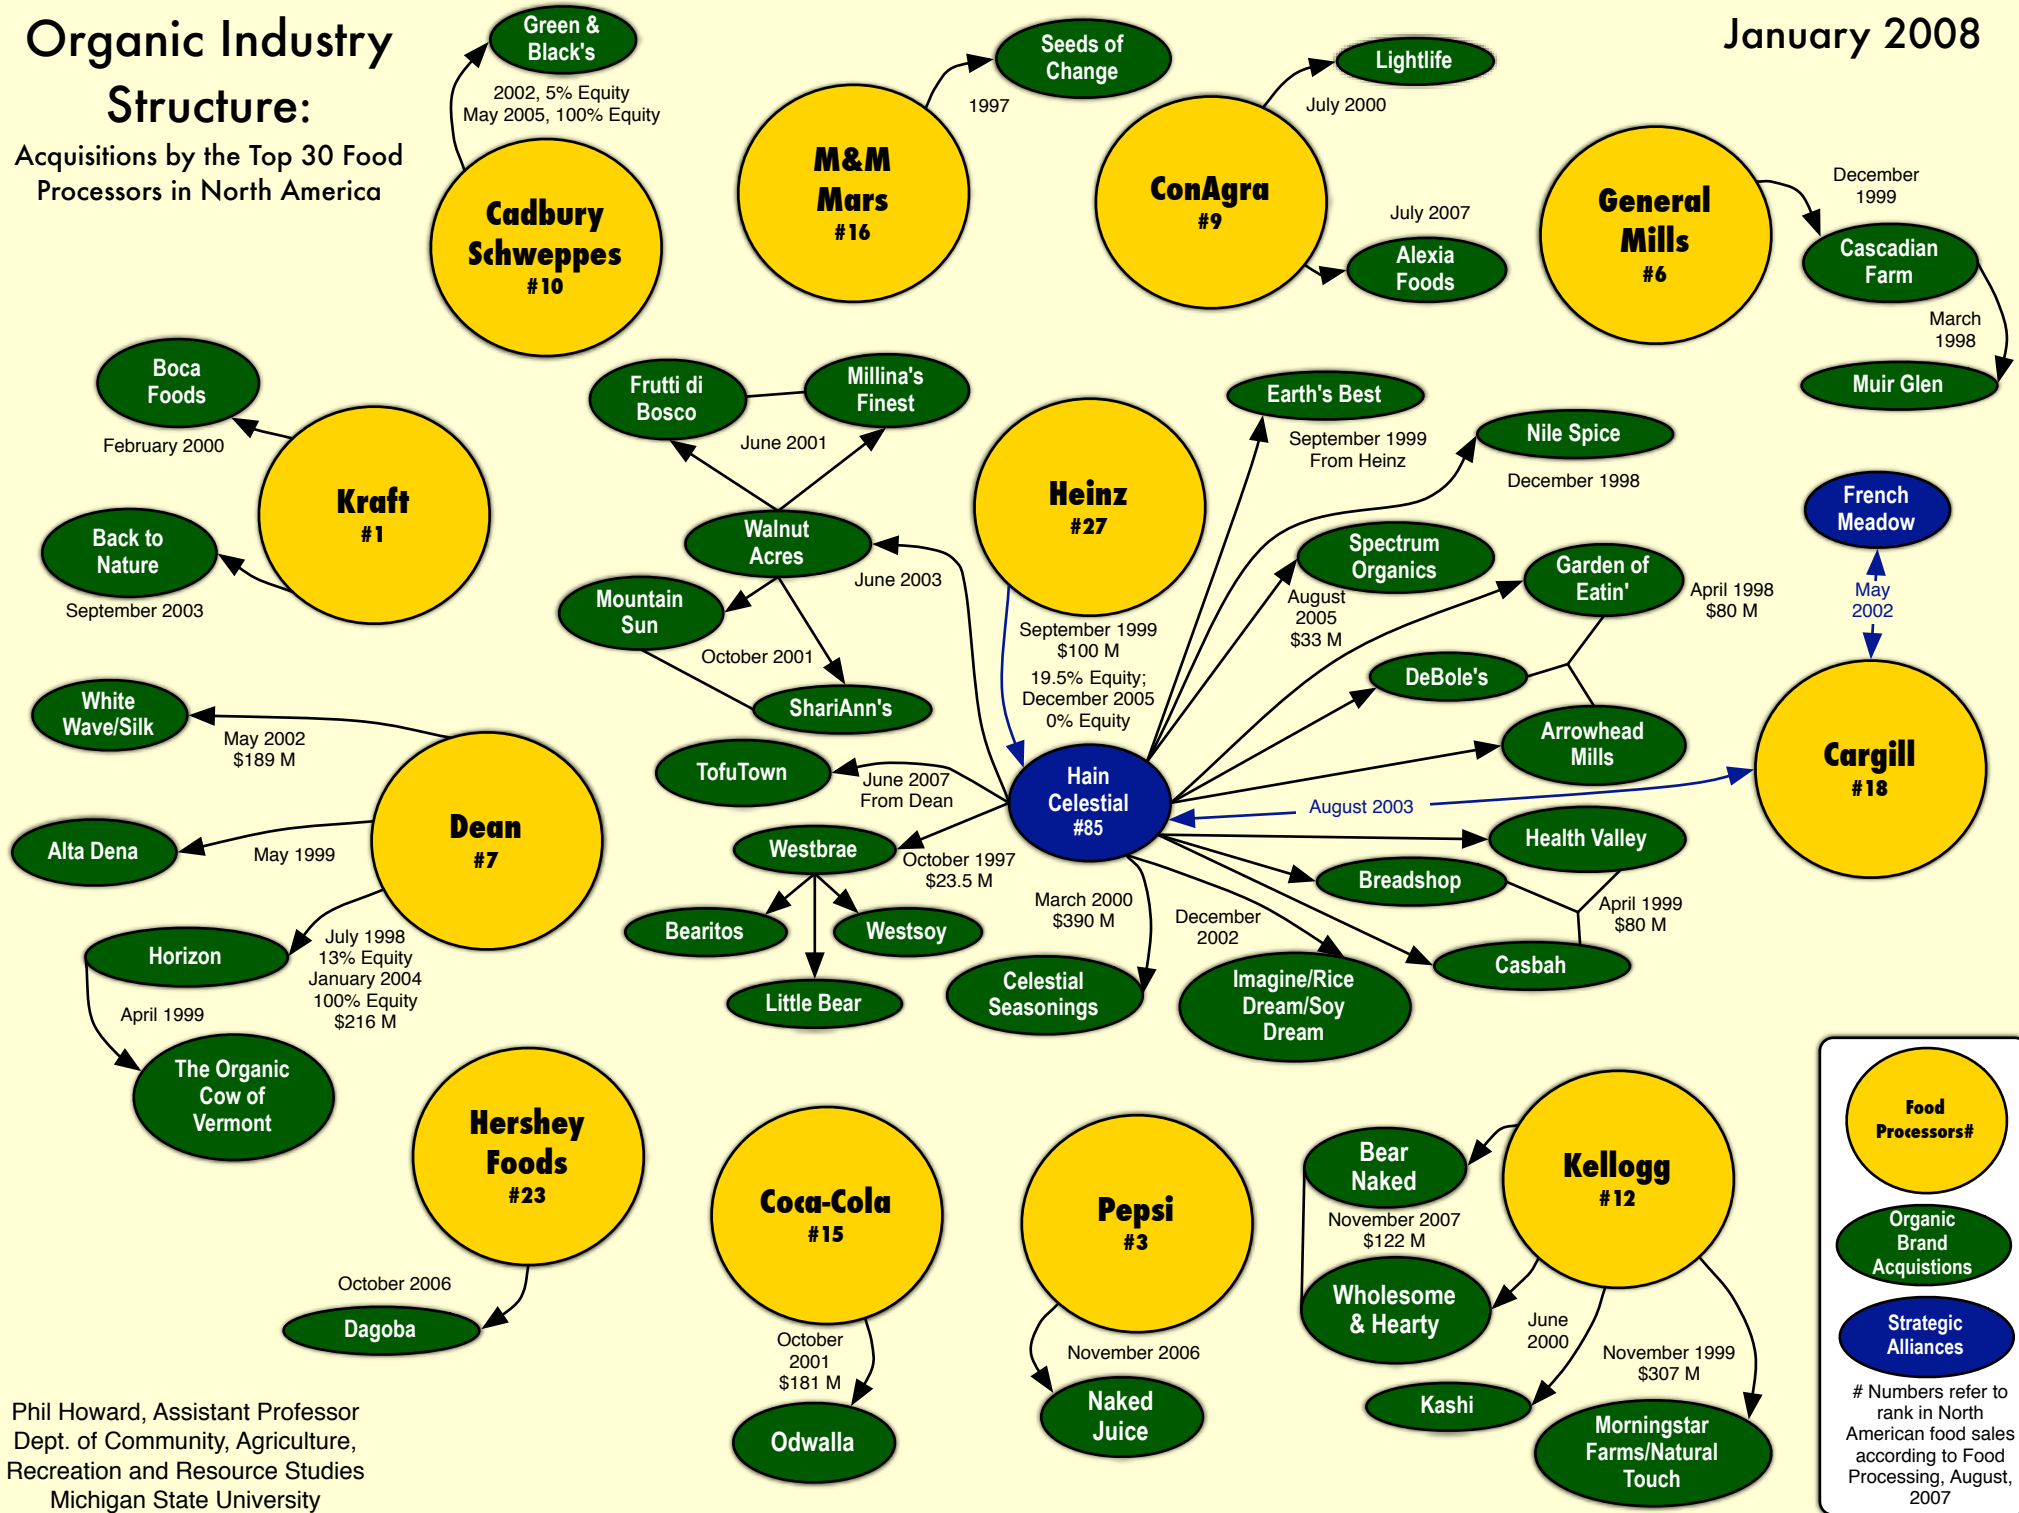 Organic Industry
Structure:
Acquisitions by the Top 30 Food
Processors in North America
January 2008
Green &
Black's
2002, 5% Equity
May 2005, 100% Equity
Cadbury
Schweppes
#10
Seeds of
Change
1997
M&M
Mars
#16
Lightlife
July 2000
ConAgra
#9
July 2007
Alexia
Foods
General
Mills
#6
December
1999
Cascadian
Farm
March
1998
Muir Glen
Boca
Foods
February 2000
Kraft
#1
Back to
Nature
September 2003
Frutti di
Bosco
Millina's
Finest
June 2001
Walnut
Acres
June 2003
Mountain
Sun
October 2001
ShariAnn's
Heinz
#27
September 1999
$100 M
19.5% Equity;
December 2005
0% Equity
Earth's Best
September 1999
From Heinz
Nile Spice
December 1998
Spectrum
Organics
August
2005
$33 M
Garden of
Eatin'
April 1998
$80 M
DeBole's
Arrowhead
Mills
French
Meadow
May
2002
Cargill
#18
August 2003
White
Wave/Silk
May 2002
$189 M
Alta Dena
May 1999
Dean
#7
Horizon
July 1998
13% Equity
January 2004
100% Equity
$216 M
April 1999
The Organic
Cow of
Vermont
TofuTown
June 2007
From Dean
Hain
Celestial
#85
Westbrae
October 1997
$23.5 M
Bearitos
Westsoy
Little Bear
March 2000
$390 M
Celestial
Seasonings
December
2002
Imagine/Rice
Dream/Soy
Dream
Health Valley
Breadshop
April 1999
$80 M
Casbah
Hershey
Foods
#23
October 2006
Dagoba
Coca-Cola
#15
October
2001
$181 M
Odwalla
Pepsi
#3
November 2006
Naked
Juice
Kellogg
#12
Bear
Naked
November 2007
$122 M
Wholesome
& Hearty
June
2000
Kashi
November 1999
$307 M
Morningstar
Farms/Natural
Touch
Food
Processors#
Organic
Brand
Acquistions
Strategic
Alliances
# Numbers refer to
rank in North
American food sales
according to Food
Processing, August,
2007
Phil Howard, Assistant Professor
Dept. of Community, Agriculture,
Recreation and Resource Studies
Michigan State University